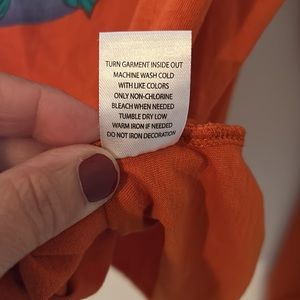 TURN GARMENT INSIDE OUT
MACHINE WASH COLD
WITH LIKE COLORS
ONLY NON-CHLORINE
BLEACH WHEN NEEDED
TUMBLE DRY LOW
WARM IRON IF NEEDED
DO NOT IRON DECORATION